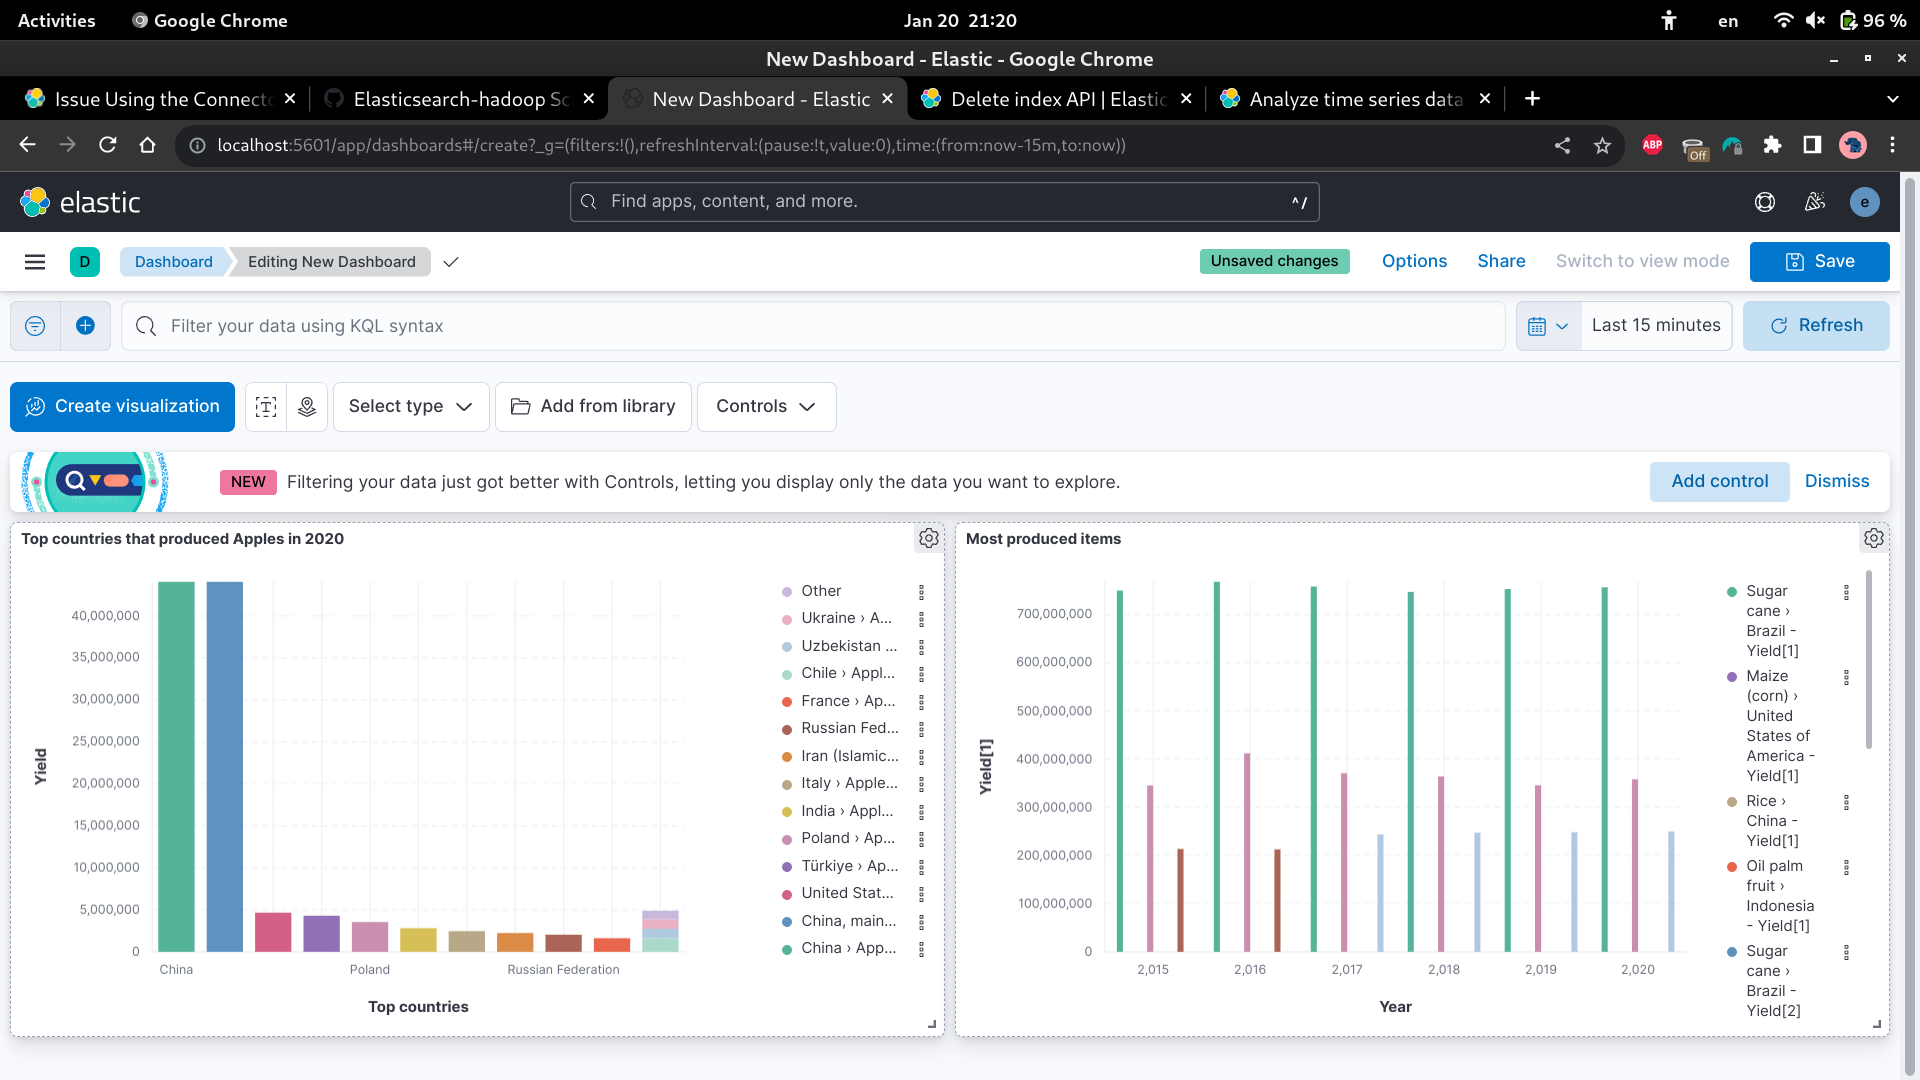 Activities
Google Chrome
Jan 20 21:20
en
96 %
New Dashboard - Elastic - Google Chrome
Issue Using the Connecto
Elasticsearch-hadoop Sc
New Dashboard - Elastic
Delete index API | Elastic
Analyze time series data
localhost:5601/app/dashboards#/create?_g=(filters:!(),refreshInterval:(pause:!t,value:0),time:(from:now-15m,to:now))
ABP
Off
elastic
Find apps, content, and more.
^/
e
D
Dashboard
Editing New Dashboard
Unsaved changes
Options
Share
Switch to view mode
Save
Filter your data using KQL syntax
Last 15 minutes
Refresh
Create visualization
T
Select type
Add from library
Controls
NEW
Filtering your data just got better with Controls, letting you display only the data you want to explore.
Add control
Dismiss
Top countries that produced Apples in 2020
Yield
40,000,000
35,000,000
30,000,000
25,000,000
20,000,000
15,000,000
10,000,000
5,000,000
0
China
Poland
Russian Federation
Top countries
Other
Ukraine › A...
Uzbekistan ...
Chile › Appl...
France › Ap...
Russian Fed...
Iran (Islamic...
Italy › Apple...
India › Appl...
Poland › Ap...
Türkiye › Ap...
United Stat...
China, main...
China › App...
Most produced items
Yield[1]
700,000,000
600,000,000
500,000,000
400,000,000
300,000,000
200,000,000
100,000,000
0
2,015
2,016
2,017
2,018
2,019
2,020
Year
Sugar
cane ›
Brazil -
Yield[1]
Maize
(corn) ›
United
States of
America -
Yield[1]
Rice ›
China -
Yield[1]
Oil palm
fruit ›
Indonesia
- Yield[1]
Sugar
cane ›
Brazil -
Yield[2]